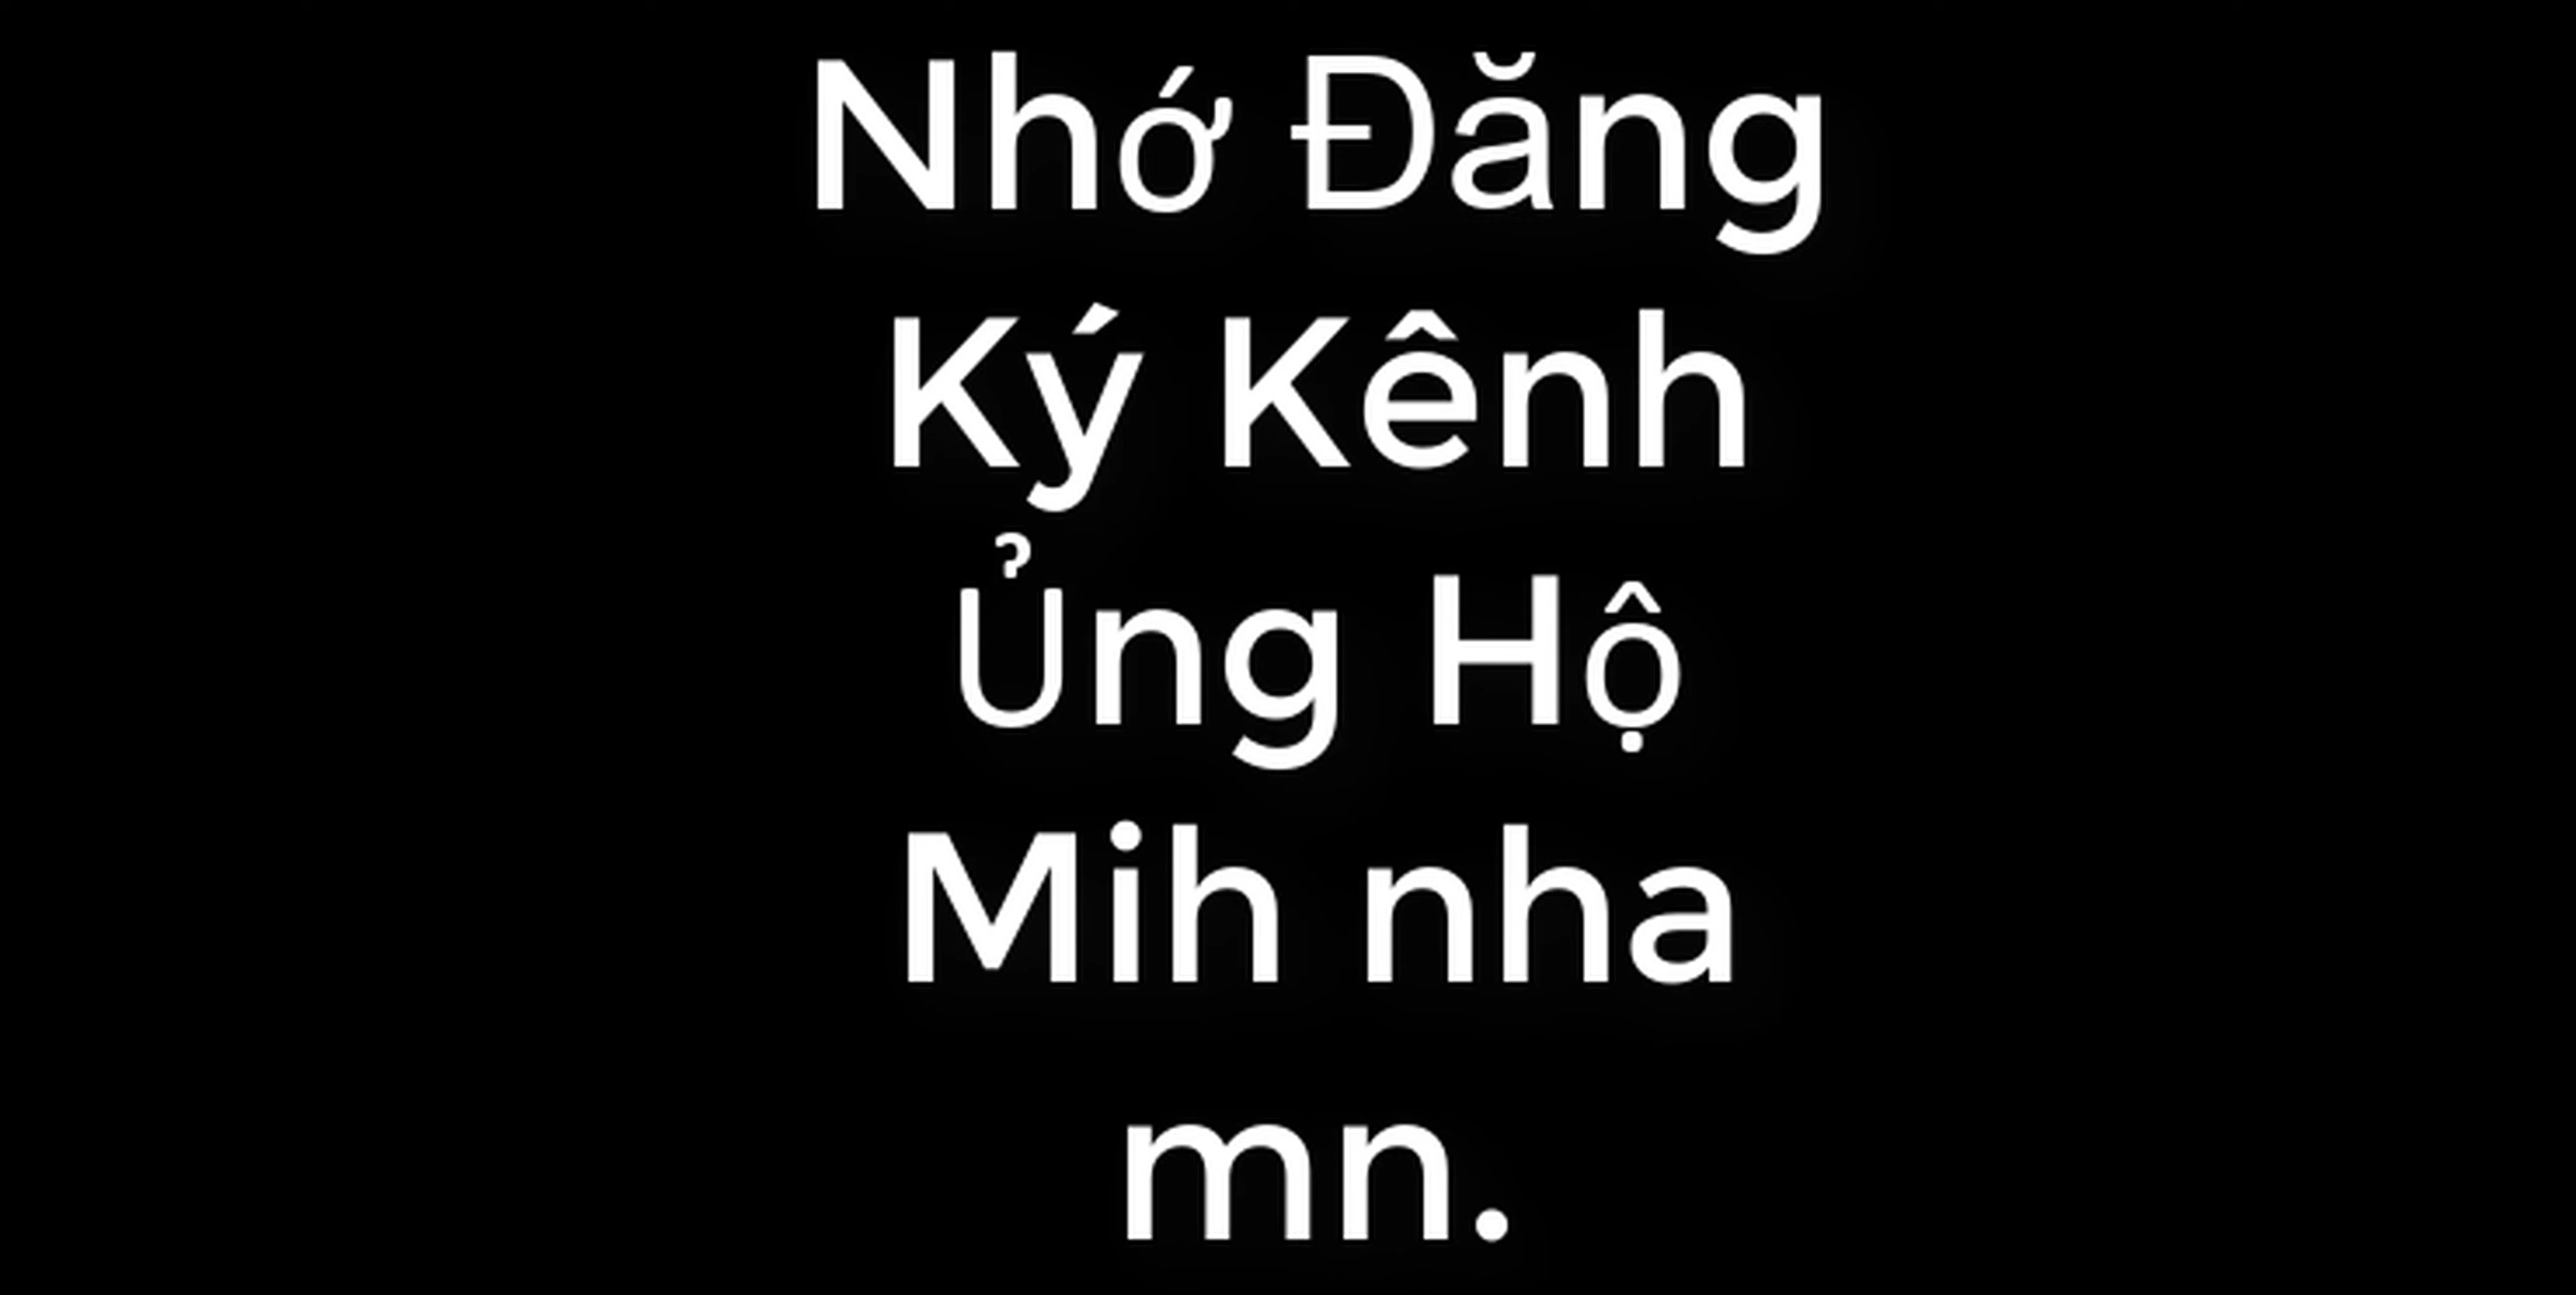 Nhớ Đăng
Ký Kênh
Ủng Hộ
Mih nha
mn.